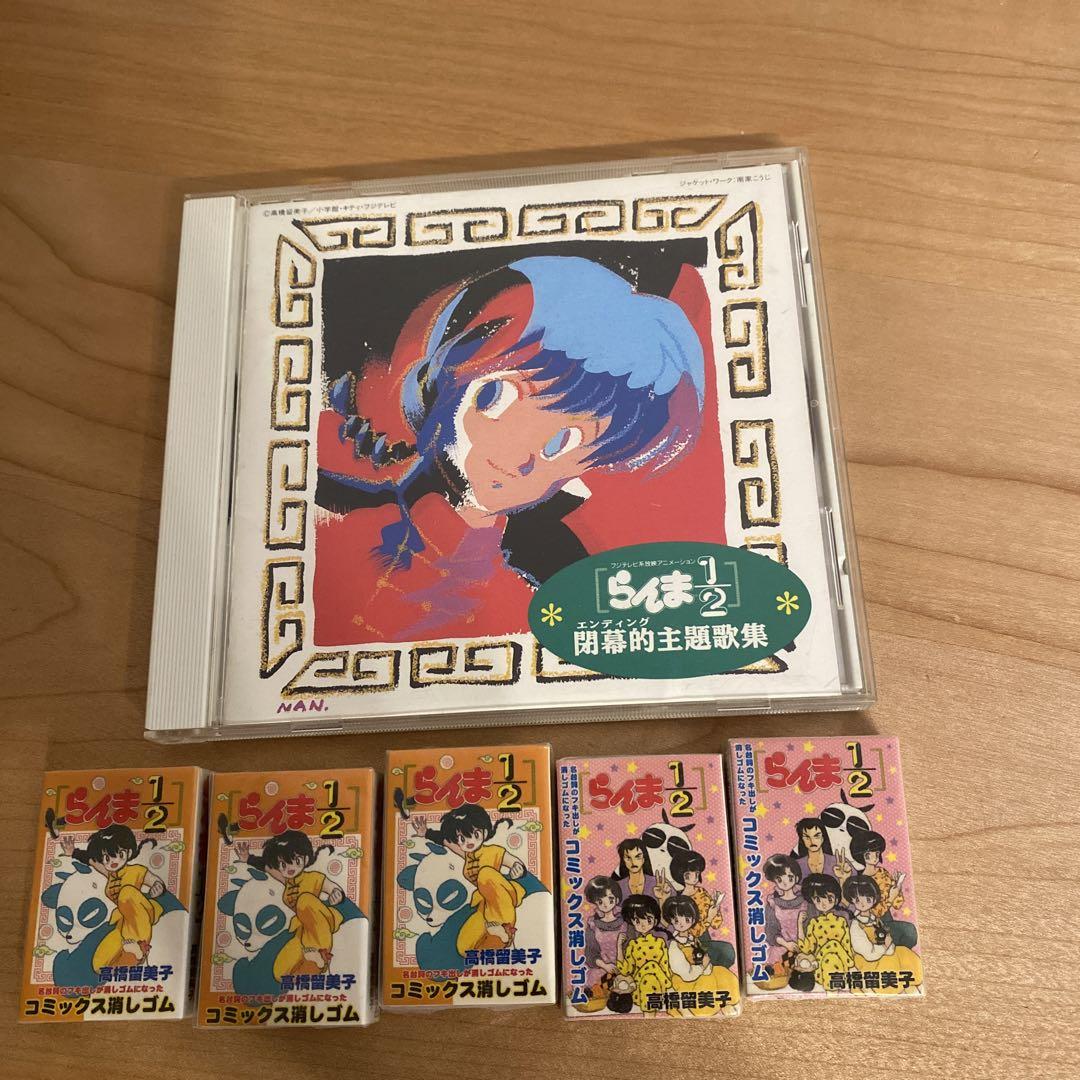 ©高橋留美子/小学館・キティ・フジテレビ
ジャケット・ワーク:南家こうじ
フジテレビ系放映アニメーション
[らんま1/2]
エンディング
閉幕的主題歌集
NAN.
[らんま1/2]
高橋留美子
名台詞のフキ出しが消しゴムになった
コミックス消しゴム
[らんま1/2]
高橋留美子
名台詞のフキ出しが消しゴムになった
コミックス消しゴム
[らんま1/2]
高橋留美子
名台詞のフキ出しが消しゴムになった
コミックス消しゴム
[らんま1/2]
名台詞のフキ出しが
消しゴムになった
コミックス消しゴム
高橋留美子
[らんま1/2]
名台詞のフキ出しが
消しゴムになった
コミックス消しゴム
高橋留美子